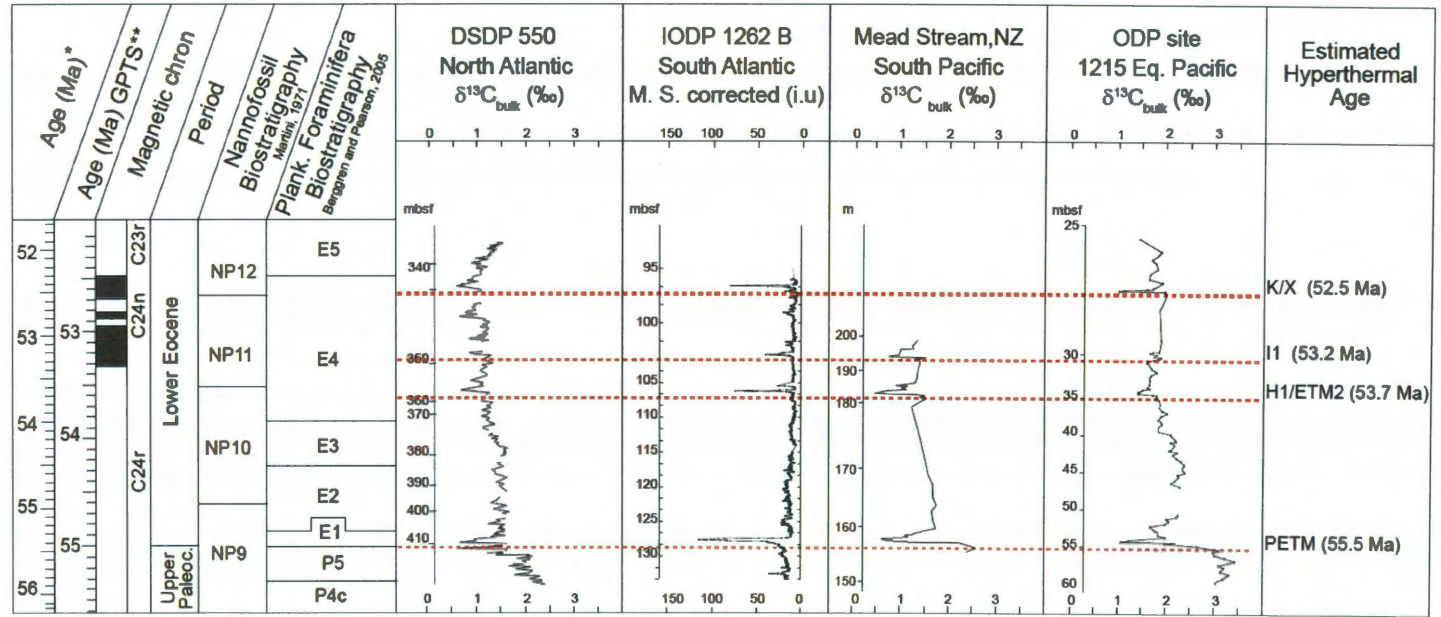 Age (Ma) *
Age (Ma) GPTS**
Magnetic chron
Period
Nannofossil
Biostratigraphy
Martini, 1971
Plank. Foraminifera
Biostratigraphy
Berggren and Pearson, 2005
DSDP 550
North Atlantic
δ¹³C bulk (‰)
IODP 1262 B
South Atlantic
M. S. corrected (i.u)
Mead Stream,NZ
South Pacific
δ¹³C bulk (‰)
ODP site
1215 Eq. Pacific
δ¹³C bulk (‰)
Estimated
Hyperthermal
Age
0 1 2 3
150 100 50 0
0 1 2 3
0 1 2 3
mbsf
mbsf
m
mbsf
52
53
54
55
56
53
54
55
C23r
C24n
C24r
Lower Eocene
Upper
Paleoc.
NP12
NP11
NP10
NP9
E5
E4
E3
E2
E1
P5
P4c
340
350
360
370
380
390
400
410
95
100
105
108
110
115
120
125
130
200
190
180
170
160
150
25
30
35
40
45
50
55
60
K/X (52.5 Ma)
I1 (53.2 Ma)
H1/ETM2 (53.7 Ma)
PETM (55.5 Ma)
0 1 2 3
150 100 50 0
0 1 2 3
0 1 2 3